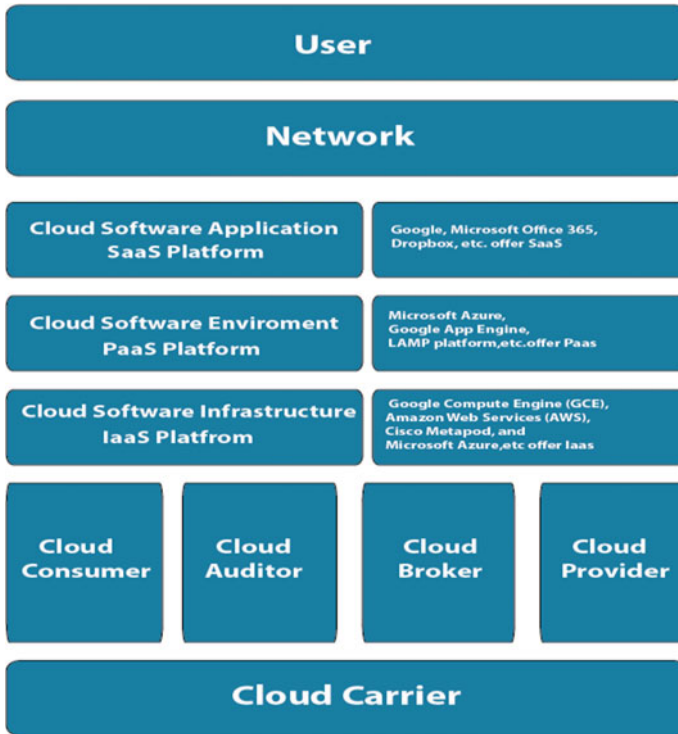 User
Network
Cloud Software Application
SaaS Platform
Google, Microsoft Office 365,
Dropbox, etc. offer SaaS
Cloud Software Enviroment
PaaS Platform
Microsoft Azure,
Google App Engine,
LAMP platform,etc.offer Paas
Cloud Software Infrastructure
IaaS Platfrom
Google Compute Engine (GCE),
Amazon Web Services (AWS),
Cisco Metapod, and
Microsoft Azure,etc offer Iaas
Cloud
Consumer
Cloud
Auditor
Cloud
Broker
Cloud
Provider
Cloud Carrier